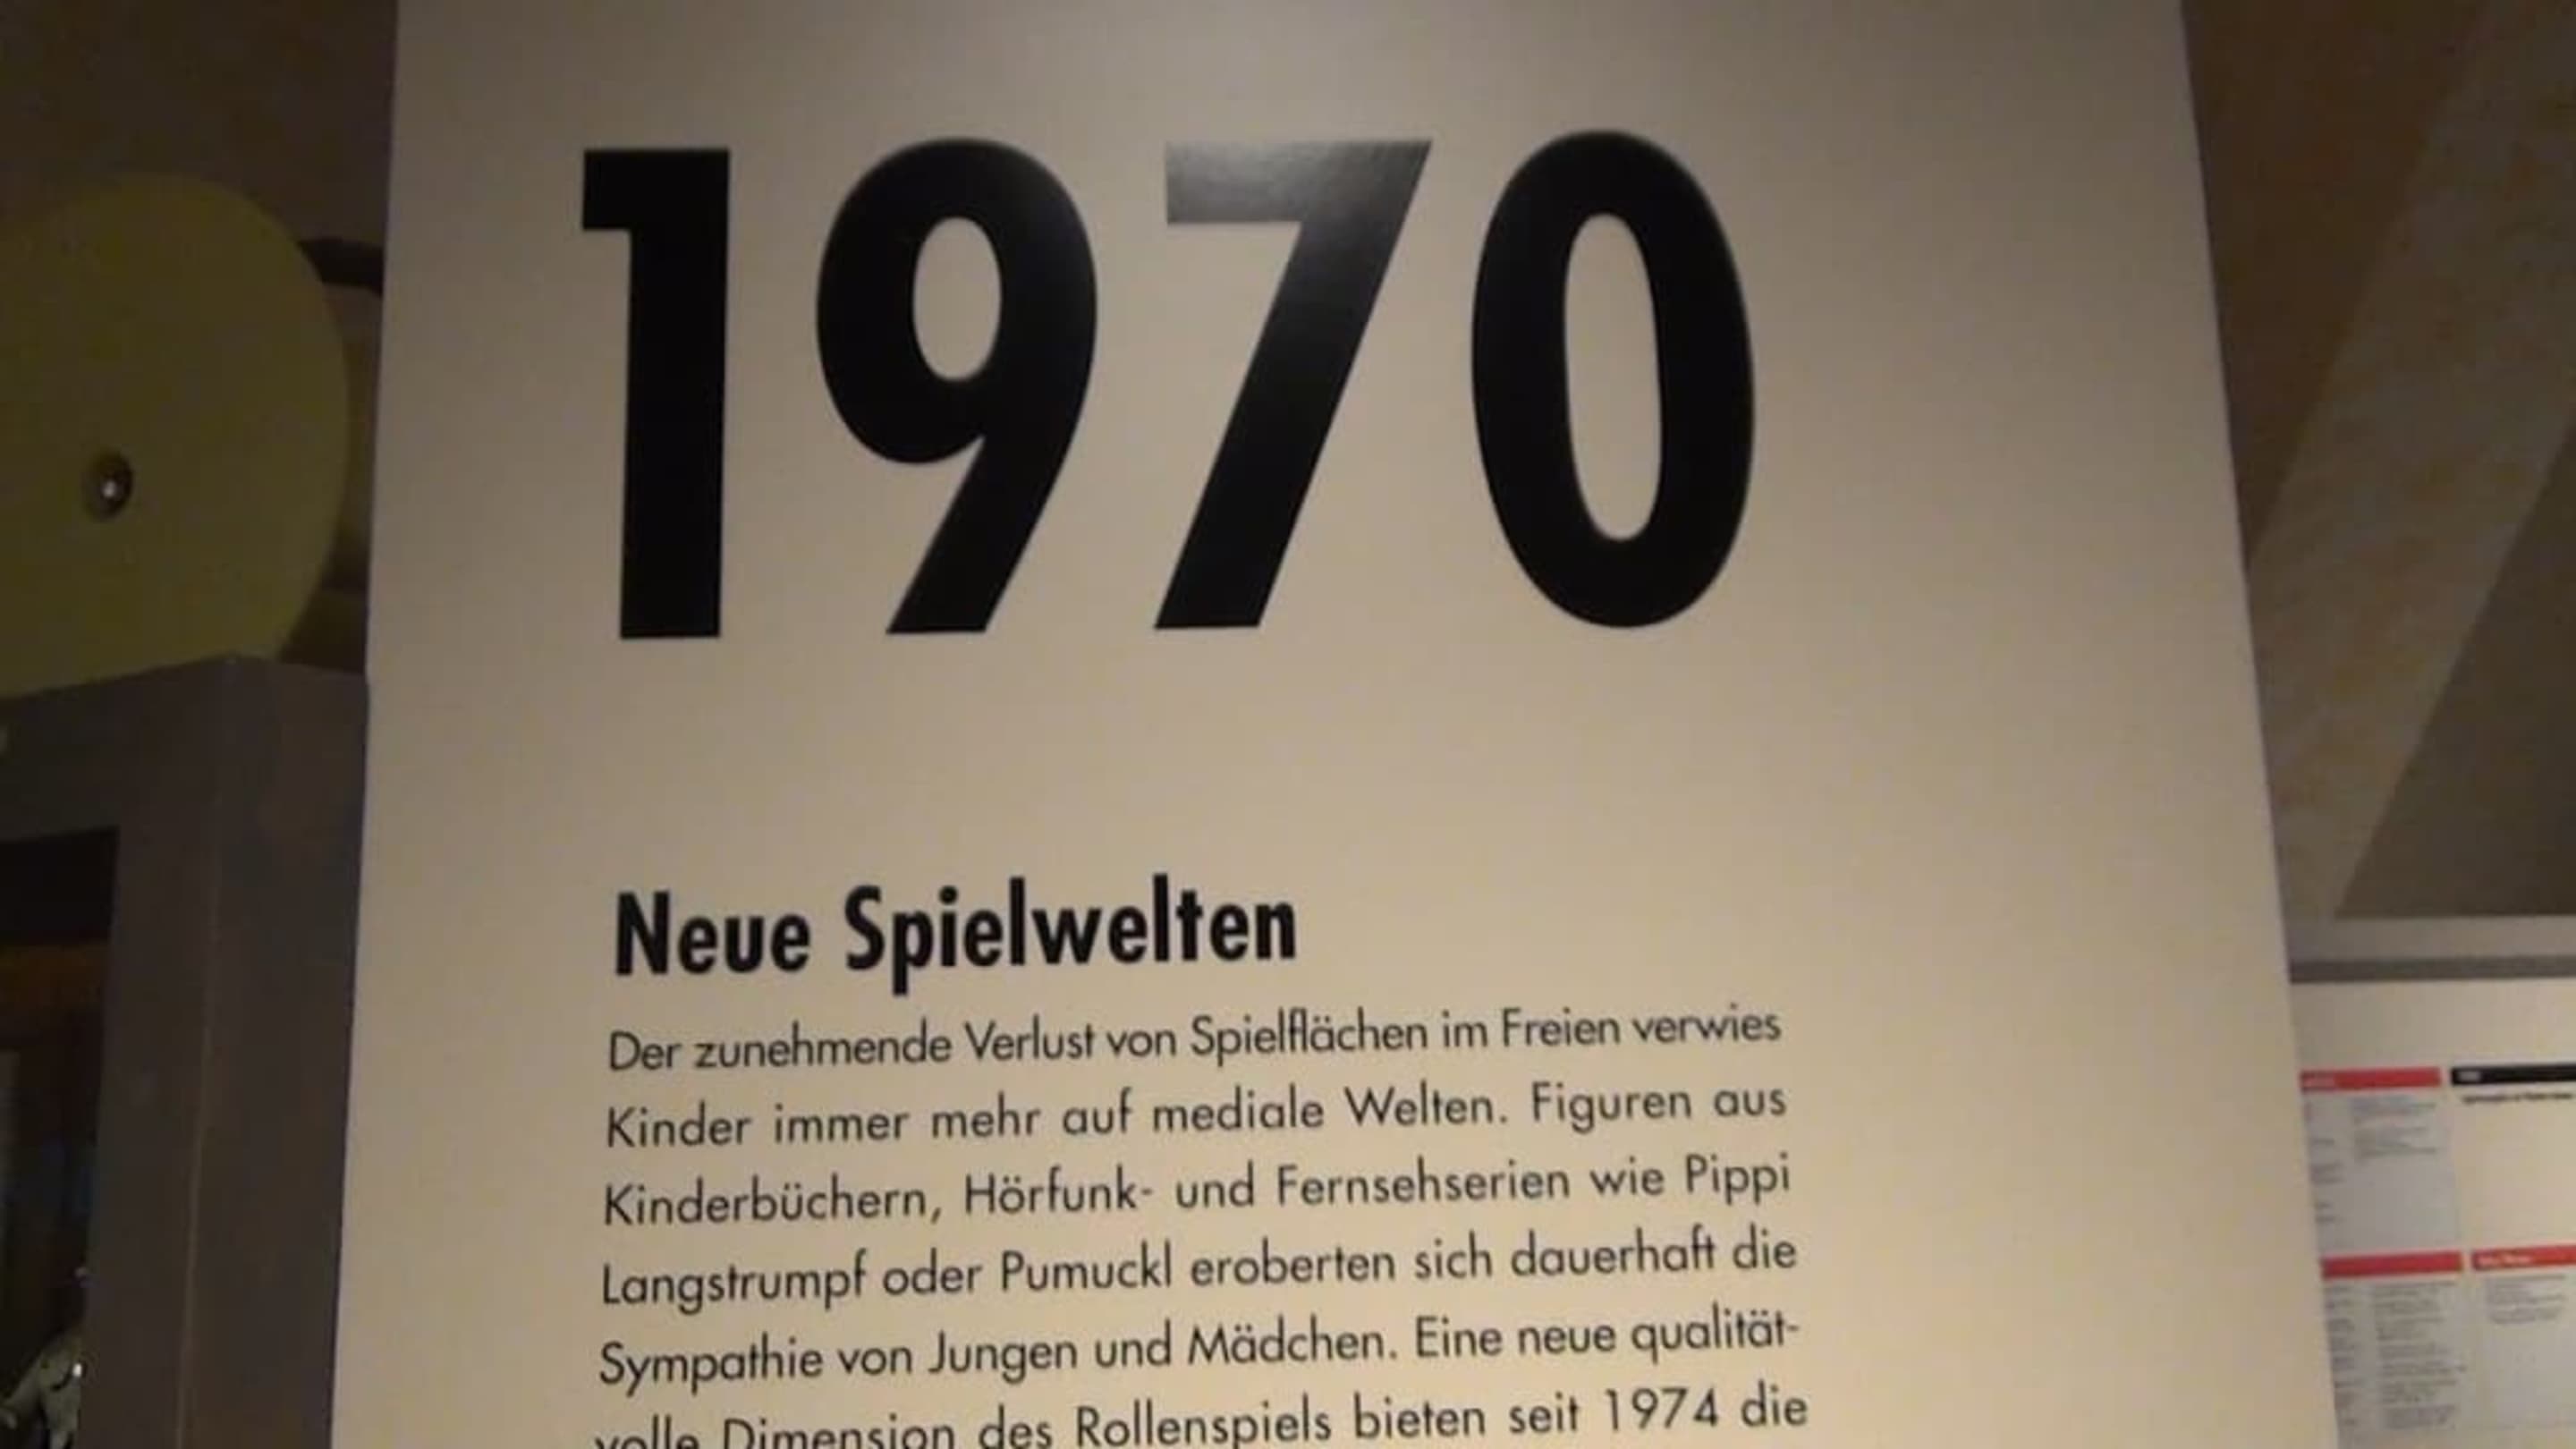 1970
Neue Spielwelten
Der zunehmende Verlust von Spielflächen im Freien verwies
Kinder immer mehr auf mediale Welten. Figuren aus
Kinderbüchern, Hörfunk- und Fernsehserien wie Pippi
Langstrumpf oder Pumuckl eroberten sich dauerhaft die
Sympathie von Jungen und Mädchen. Eine neue qualität-
volle Dimension des Rollenspiels bieten seit 1974 die